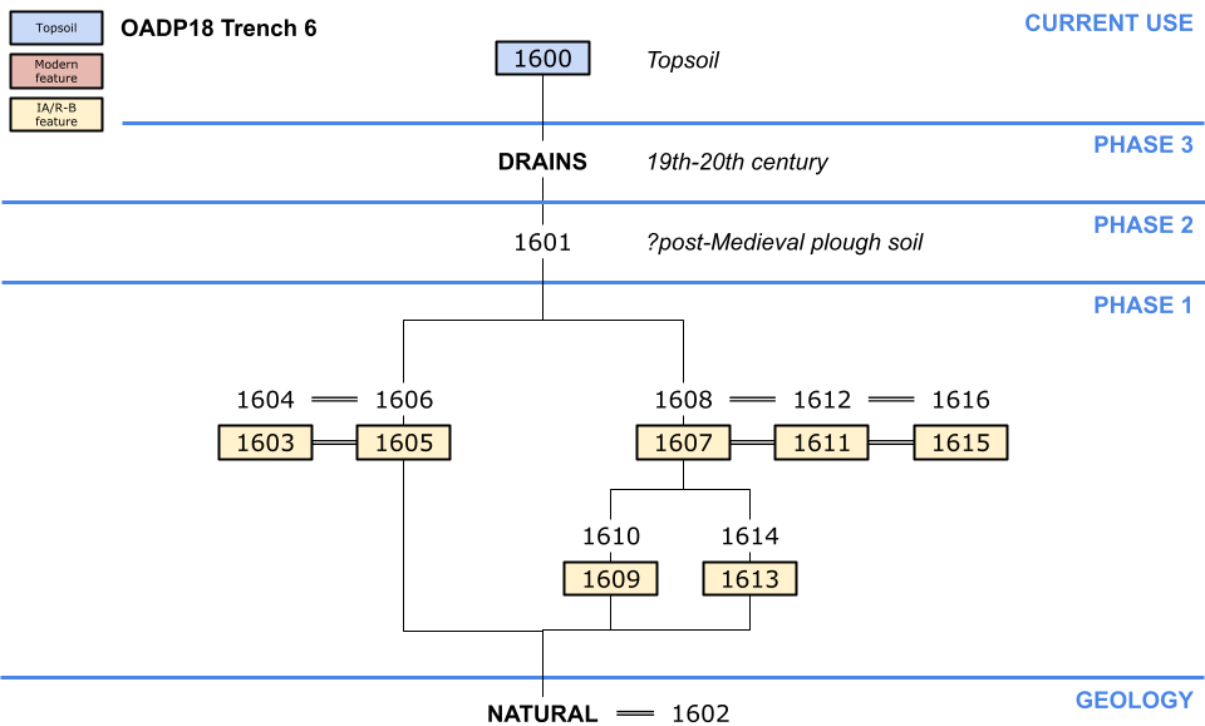 Topsoil
OADP18 Trench 6
CURRENT USE
Modern
feature
IA/R-B
feature
1600 Topsoil
PHASE 3
DRAINS 19th-20th century
PHASE 2
1601 ?post-Medieval plough soil
PHASE 1
1604 1606 1608 1612 1616
1603 1605 1607 1611 1615
1610 1614
1609 1613
GEOLOGY
NATURAL 1602